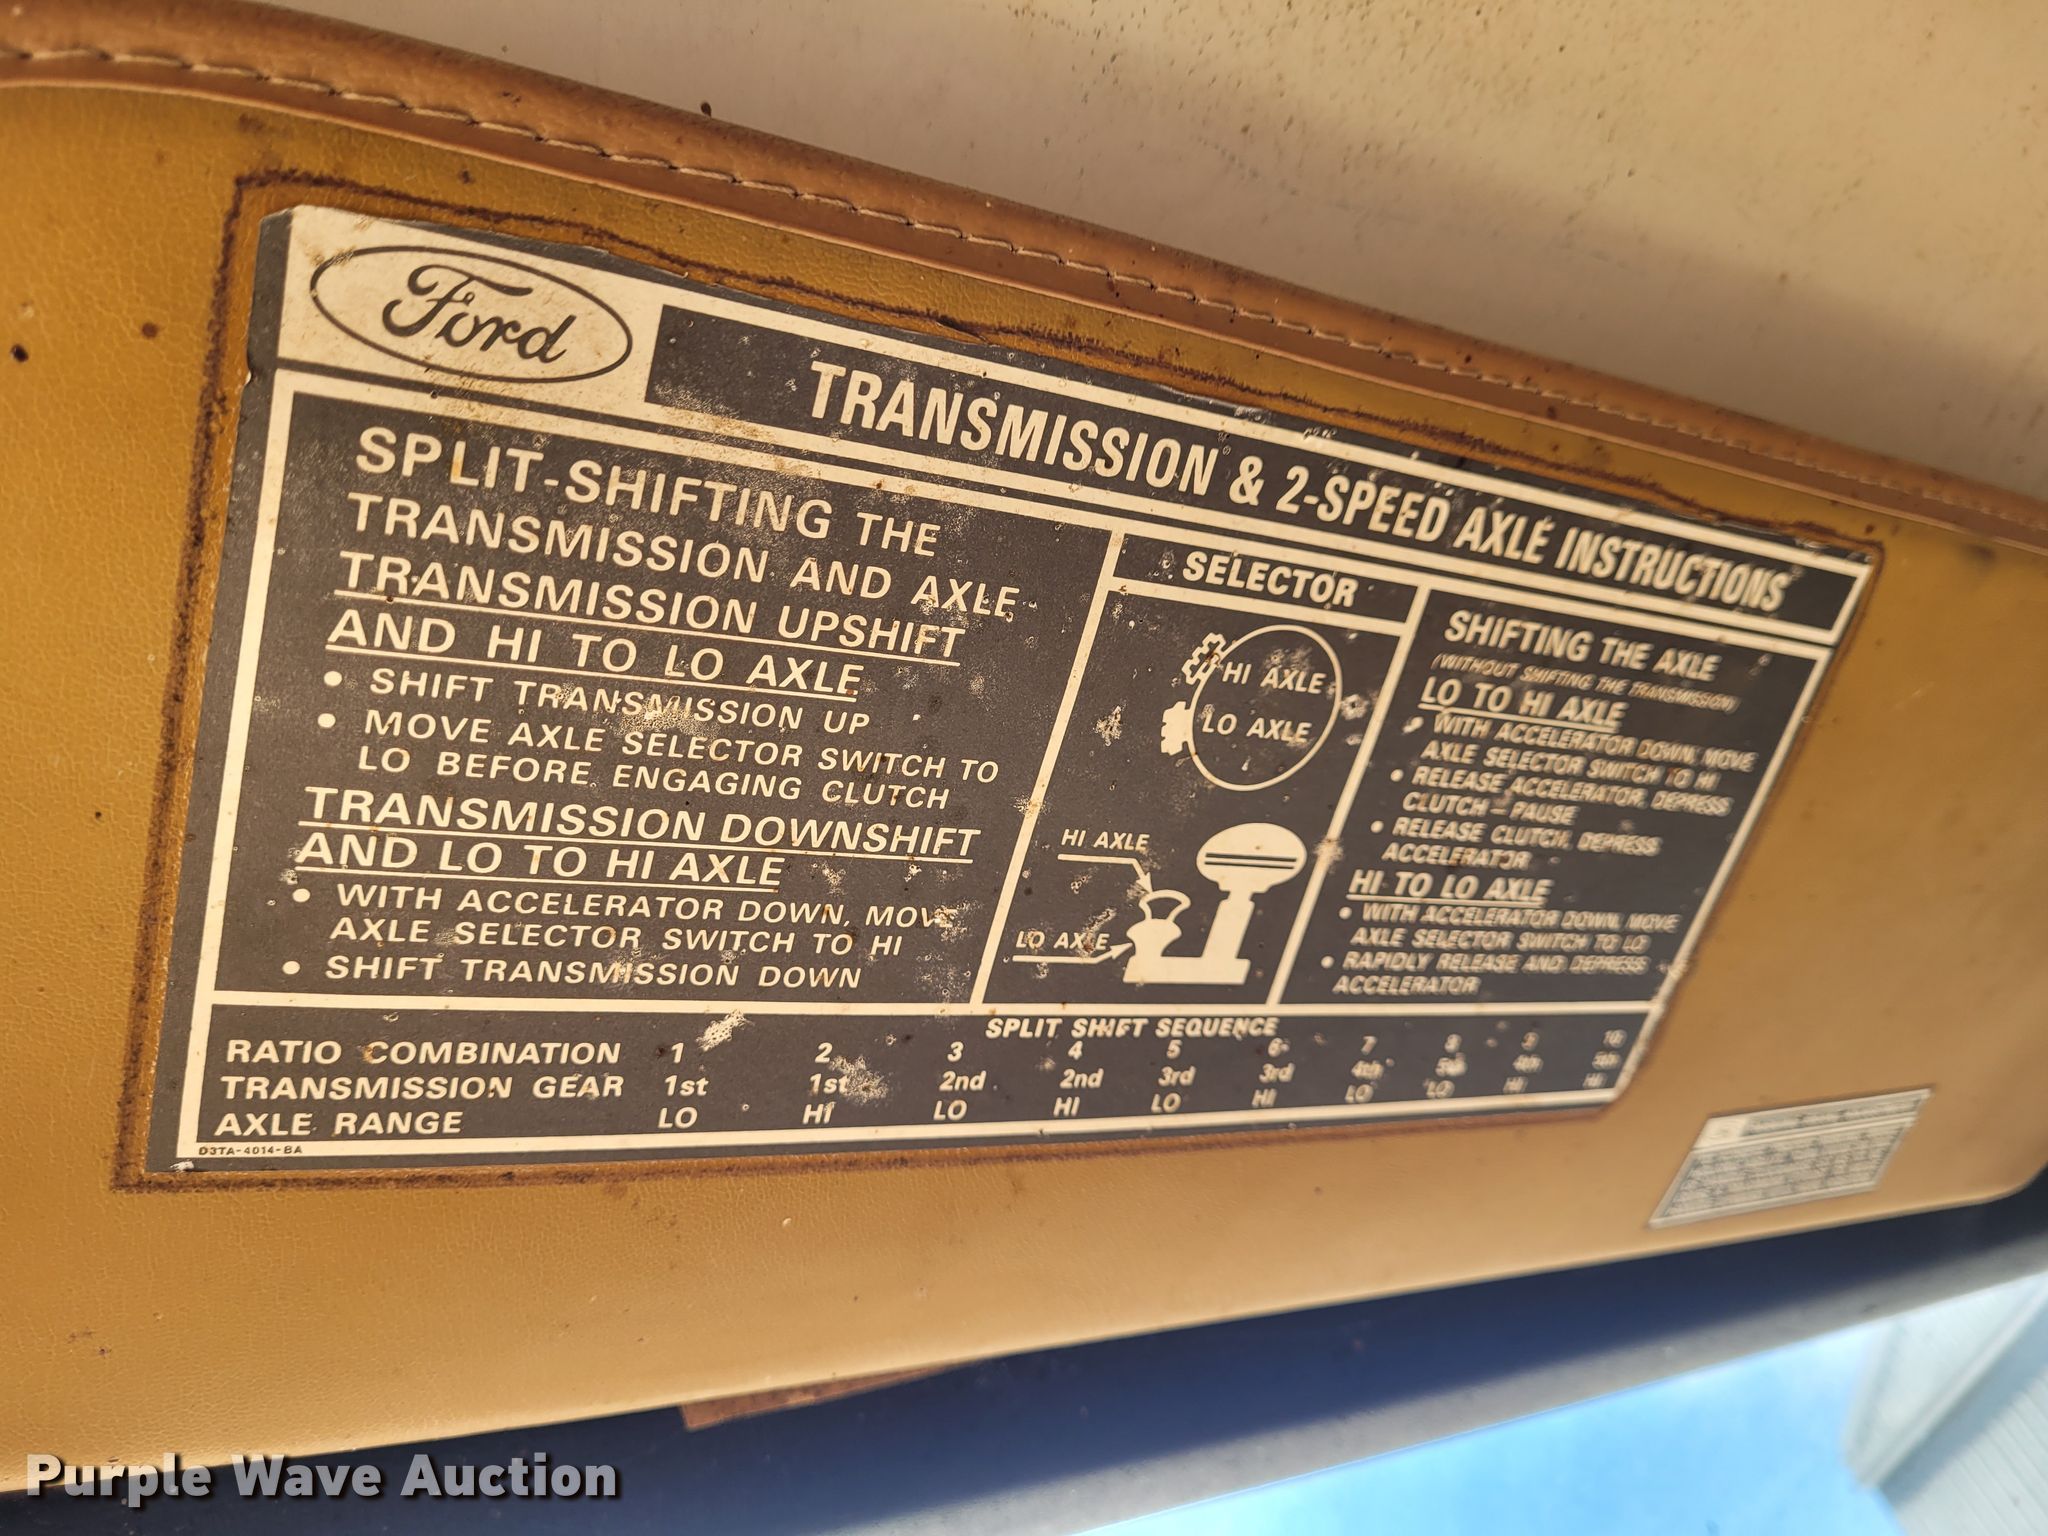 Ford
TRANSMISSION & 2-SPEED AXLE INSTRUCTIONS
SPLIT-SHIFTING THE
TRANSMISSION AND AXLE
TRANSMISSION UPSHIFT
AND HI TO LO AXLE
• SHIFT TRANSMISSION UP
• MOVE AXLE SELECTOR SWITCH TO
LO BEFORE ENGAGING CLUTCH
TRANSMISSION DOWNSHIFT
AND LO TO HI AXLE
• WITH ACCELERATOR DOWN, MOVE
AXLE SELECTOR SWITCH TO HI
• SHIFT TRANSMISSION DOWN
SELECTOR
HI AXLE
LO AXLE
HI AXLE
LO AXLE
SHIFTING THE AXLE
(WITHOUT SHIFTING THE TRANSMISSION)
LO TO HI AXLE
• WITH ACCELERATOR DOWN, MOVE
AXLE SELECTOR SWITCH TO HI
• RELEASE ACCELERATOR, DEPRESS
CLUTCH – PAUSE
• RELEASE CLUTCH, DEPRESS
ACCELERATOR
HI TO LO AXLE
• WITH ACCELERATOR DOWN, MOVE
AXLE SELECTOR SWITCH TO LO
• RAPIDLY RELEASE AND DEPRESS
ACCELERATOR
SPLIT SHIFT SEQUENCE
RATIO COMBINATION 1 2 3 4 5 6 7 8 9 10
TRANSMISSION GEAR 1st 1st 2nd 2nd 3rd 3rd 4th 5th 4th 5th
AXLE RANGE LO HI LO HI LO HI LO LO HI HI
D3TA-4014-BA
Purple Wave Auction